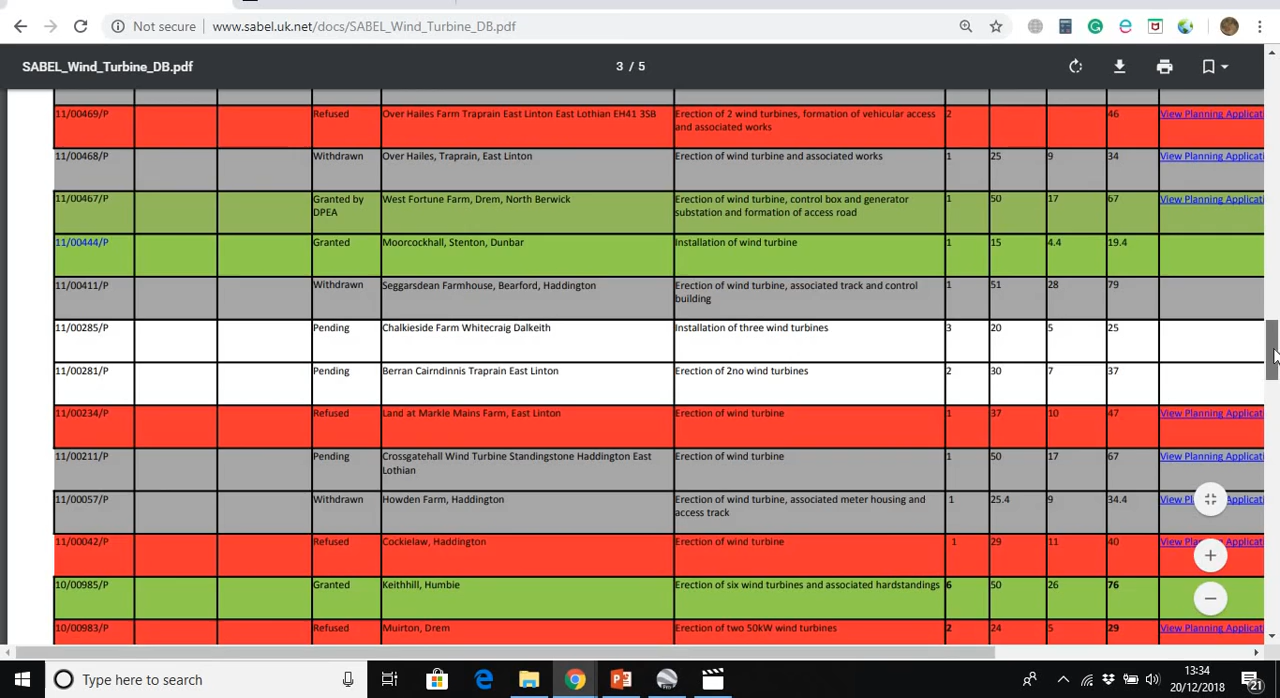 Not secure www.sabel.uk.net/docs/SABEL_Wind_Turbine_DB.pdf
SABEL_Wind_Turbine_DB.pdf 3 / 5
11/00469/P Refused Over Hailes Farm Traprain East Linton East Lothian EH41 3SB Erection of 2 wind turbines, formation of vehicular access 2 46 View Planning Applicati
and associated works
11/00468/P Withdrawn Over Hailes, Traprain, East Linton Erection of wind turbine and associated works 1 25 9 34 View Planning Applicati
11/00467/P Granted by West Fortune Farm, Drem, North Berwick Erection of wind turbine, control box and generator 1 50 17 67 View Planning Applicati
DPEA substation and formation of access road
11/00444/P Granted Moorcockhall, Stenton, Dunbar Installation of wind turbine 1 15 4.4 19.4
11/00411/P Withdrawn Seggarsdean Farmhouse, Bearford, Haddington Erection of wind turbine, associated track and control 1 51 28 79
building
11/00285/P Pending Chalkieside Farm Whitecraig Dalkeith Installation of three wind turbines 3 20 5 25
11/00281/P Pending Berran Cairndinnis Traprain East Linton Erection of 2no wind turbines 2 30 7 37
11/00234/P Refused Land at Markle Mains Farm, East Linton Erection of wind turbine 1 37 10 47 View Planning Applicati
11/00211/P Pending Crossgatehall Wind Turbine Standingstone Haddington East Erection of wind turbine 1 50 17 67 View Planning Applicati
Lothian
11/00057/P Withdrawn Howden Farm, Haddington Erection of wind turbine, associated meter housing and 1 25.4 9 34.4 View Pl Applicati
access track
11/00042/P Refused Cockielaw, Haddington Erection of wind turbine 1 29 11 40 View Pla Applicati
10/00985/P Granted Keithhill, Humbie Erection of six wind turbines and associated hardstandings 6 50 26 76
10/00983/P Refused Muirton, Drem Erection of two 50kW wind turbines 2 24 5 29 View Planning Applicati
Type here to search 13:34
20/12/2018 21